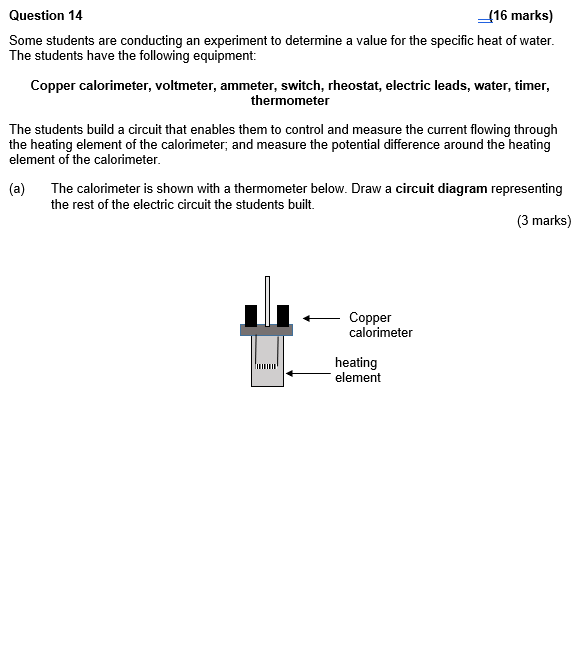 Question 14 __(16 marks)
Some students are conducting an experiment to determine a value for the specific heat of water.
The students have the following equipment:
Copper calorimeter, voltmeter, ammeter, switch, rheostat, electric leads, water, timer,
thermometer
The students build a circuit that enables them to control and measure the current flowing through
the heating element of the calorimeter; and measure the potential difference around the heating
element of the calorimeter.
(a) The calorimeter is shown with a thermometer below. Draw a circuit diagram representing
the rest of the electric circuit the students built.
(3 marks)
Copper
calorimeter
heating
element